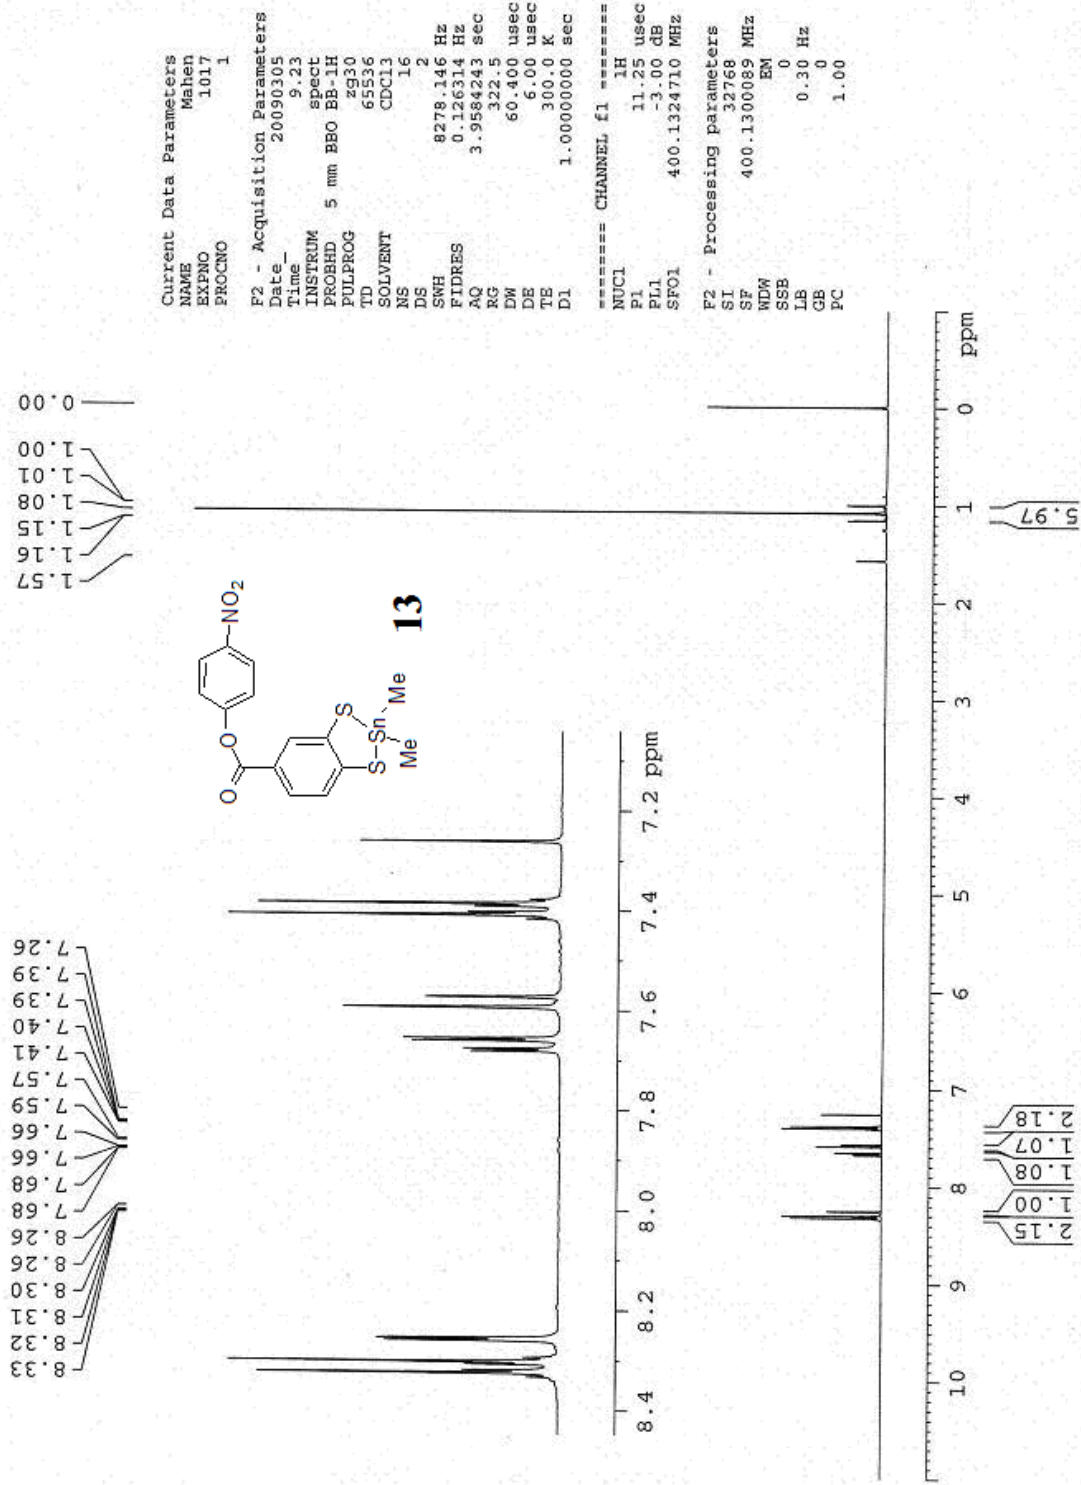 Current Data Parameters
NAME Mahen
EXPNO 1017
PROCNO 1
F2 - Acquisition Parameters
Date_ 20090305
Time 9.23
INSTRUM spect
PROBHD 5 mm BBO BB-1H
PULPROG zg30
TD 65536
SOLVENT CDCl3
NS 16
DS 2
SWH 8278.146 Hz
FIDRES 0.126314 Hz
AQ 3.9584243 sec
RG 322.5
DW 60.400 usec
DE 6.00 usec
TE 300.0 K
D1 1.00000000 sec
======== CHANNEL f1 ========
NUC1 1H
P1 11.25 usec
PL1 -3.00 dB
SFO1 400.1324710 MHz
F2 - Processing parameters
SI 32768
SF 400.1300089 MHz
WDW EM
SSB 0
LB 0.30 Hz
GB 0
PC 1.00
8.33
8.32
8.31
8.30
8.26
8.26
7.68
7.68
7.66
7.66
7.59
7.57
7.41
7.40
7.39
7.39
7.26
1.57
1.16
1.15
1.08
1.01
1.00
0.00
O
O
NO2
S
S
Sn
Me
Me
13
8.4 8.2 8.0 7.8 7.6 7.4 7.2 ppm
10 9 8 7 6 5 4 3 2 1 0 ppm
2.15
1.00
1.08
1.07
2.18
5.97